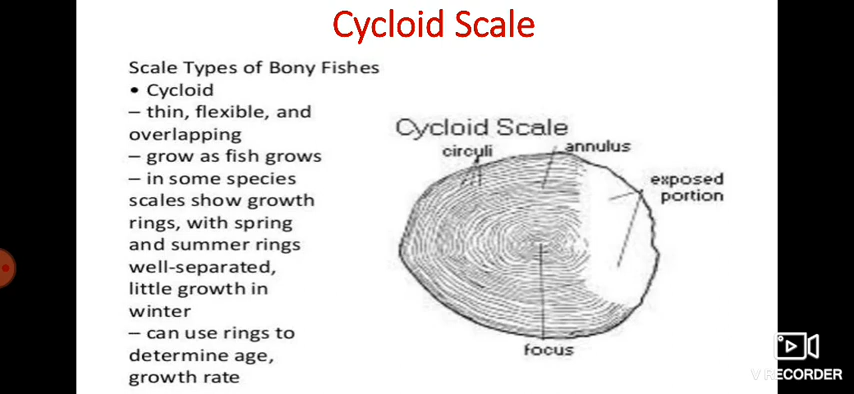 Cycloid Scale
Scale Types of Bony Fishes
• Cycloid
– thin, flexible, and
overlapping
– grow as fish grows
– in some species
scales show growth
rings, with spring
and summer rings
well-separated,
little growth in
winter
– can use rings to
determine age,
growth rate
Cycloid Scale
circuli
annulus
exposed
portion
focus
V RECORDER